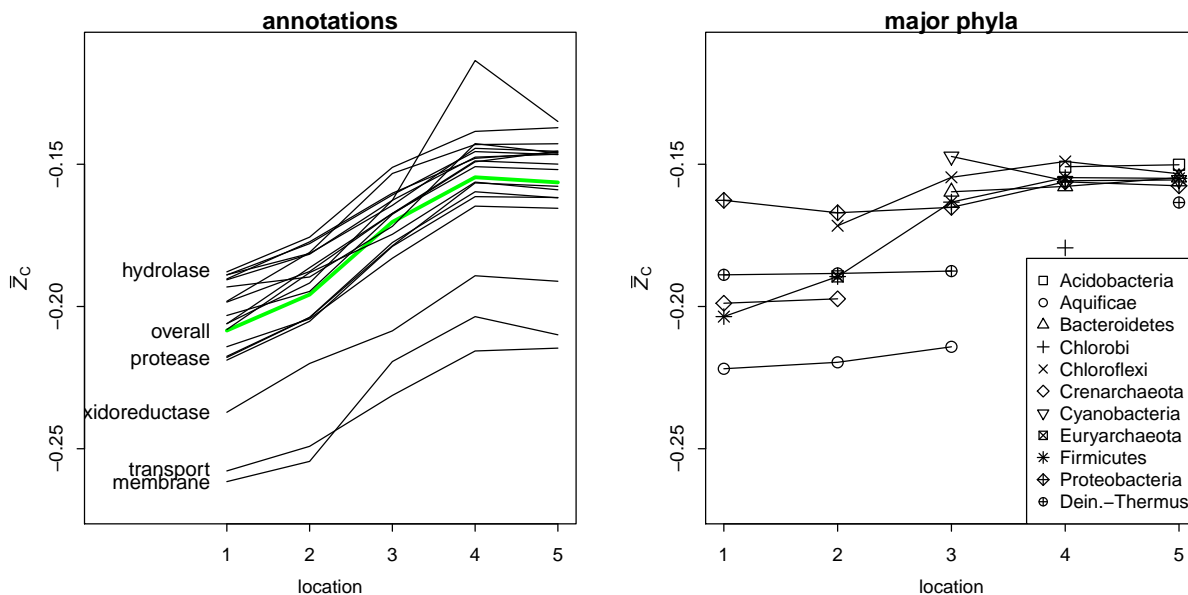 annotations
−0.15
−0.20
−0.25
Z̅C
hydrolase
overall
protease
xidoreductase
transport
membrane
1 2 3 4 5
location
major phyla
−0.15
−0.20
−0.25
Z̅C
Acidobacteria
Aquificae
Bacteroidetes
Chlorobi
Chloroflexi
Crenarchaeota
Cyanobacteria
Euryarchaeota
Firmicutes
Proteobacteria
Dein.−Thermus
1 2 3 4 5
location